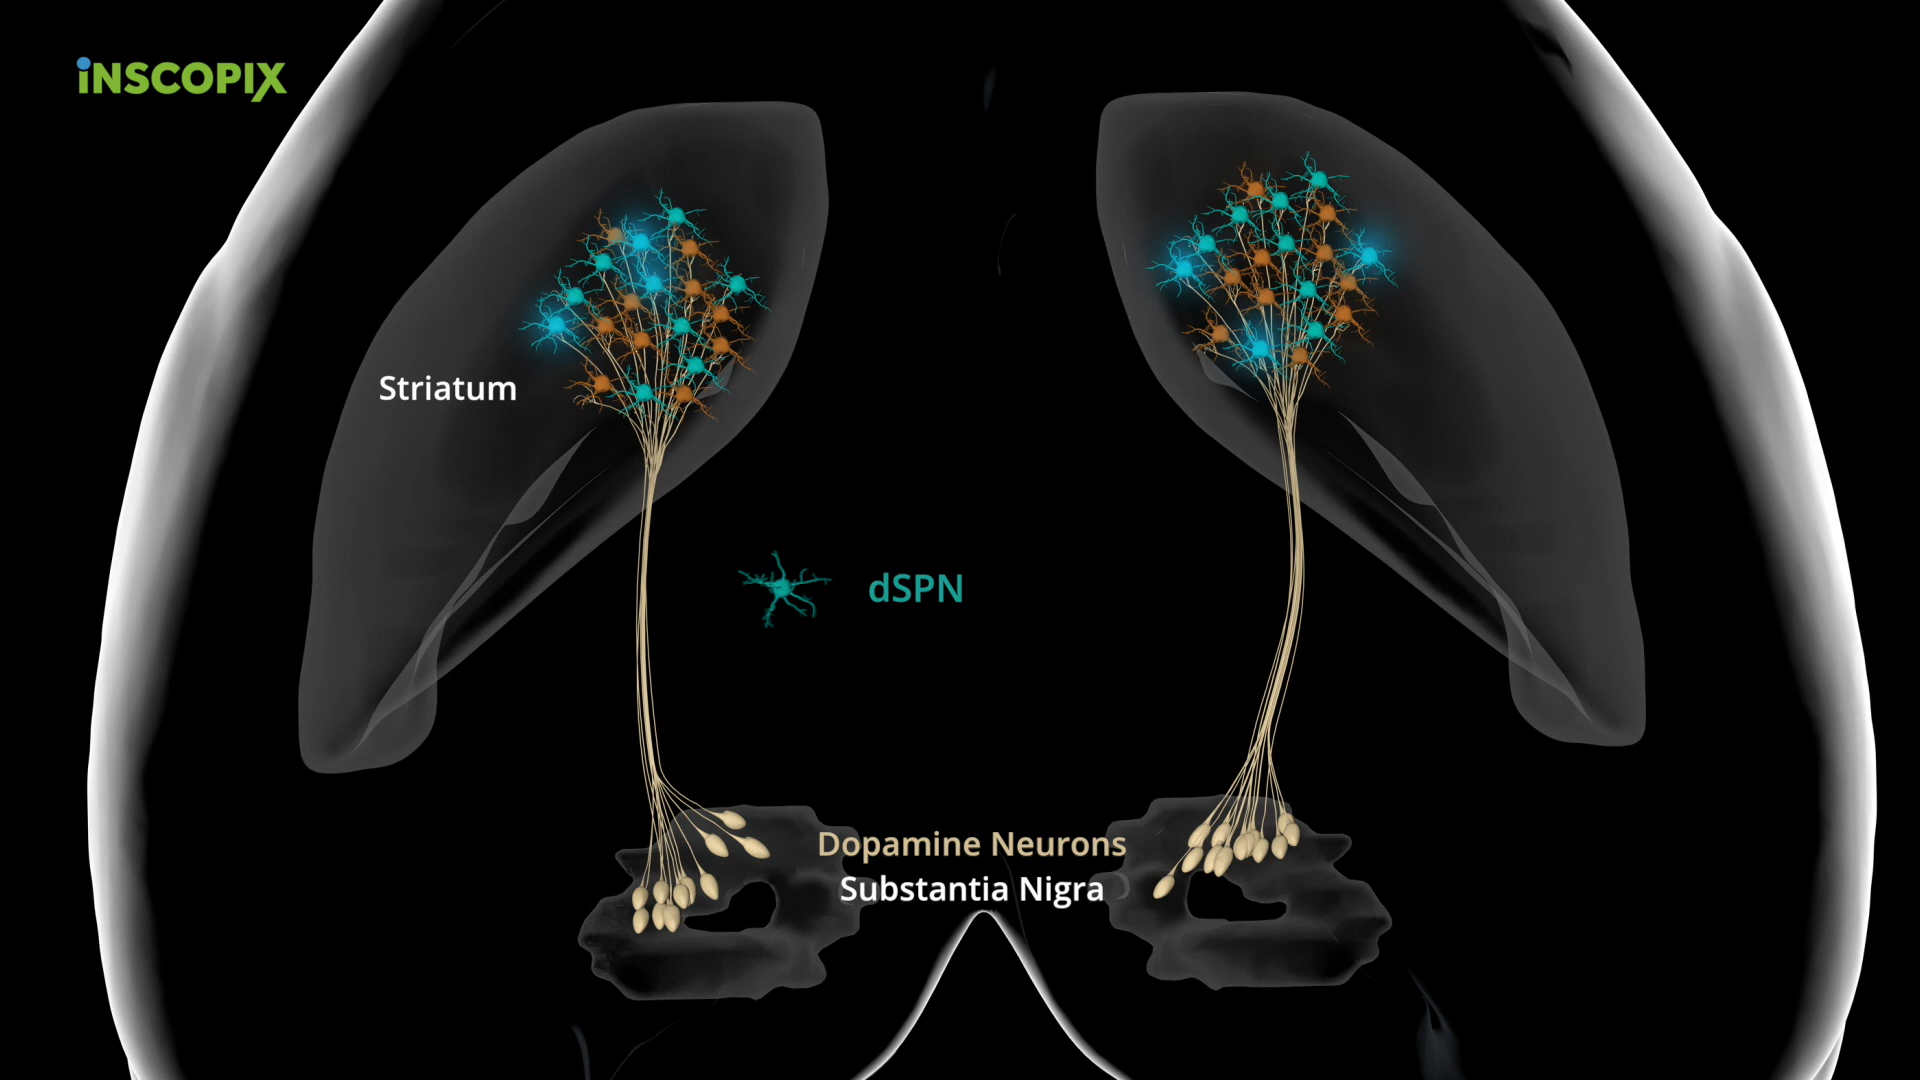 iNSCOPIX
Striatum
dSPN
Dopamine Neurons
Substantia Nigra